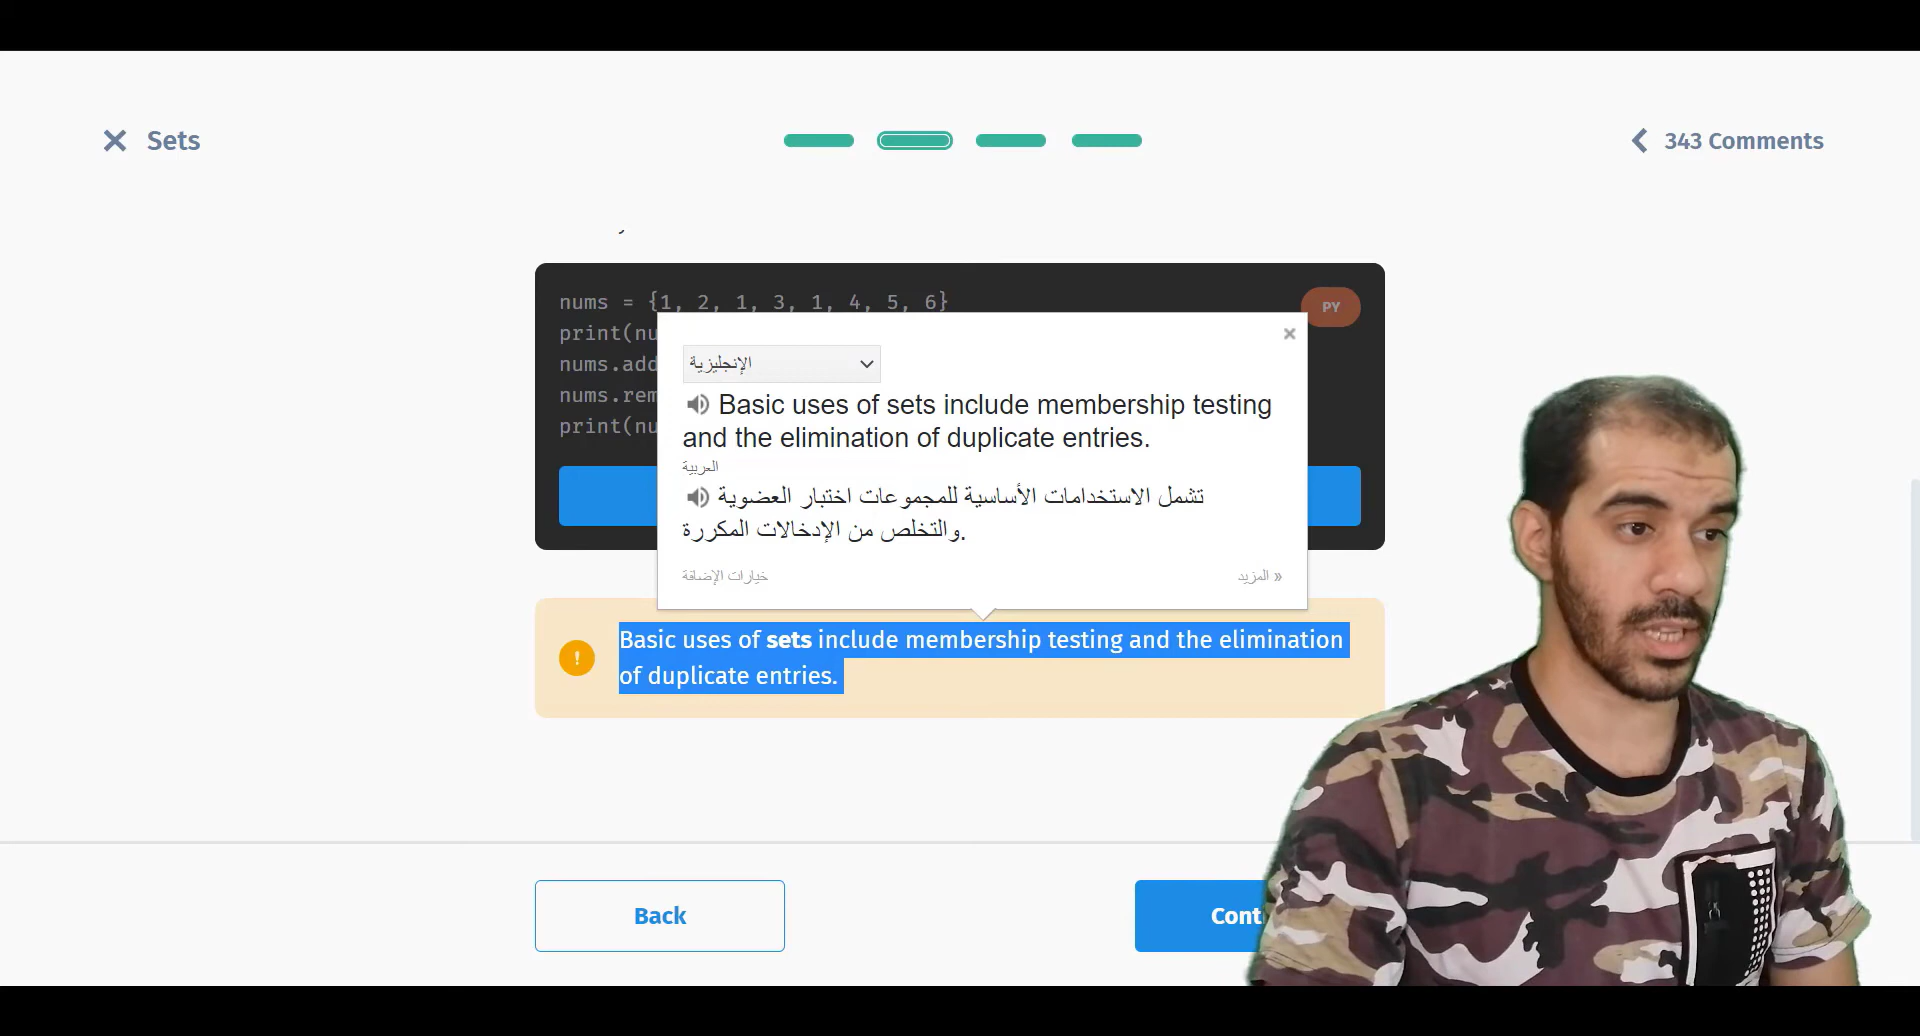 Sets
343 Comments
nums = {1, 2, 1, 3, 1, 4, 5, 6}
PY
print(nu
nums.add
nums.rem
print(nu
الإنجليزية
Basic uses of sets include membership testing
and the elimination of duplicate entries.
العربية
تشمل الاستخدامات الأساسية للمجموعات اختبار العضوية
والتخلص من الإدخالات المكررة.
خيارات الإضافة
المزيد »
Basic uses of sets include membership testing and the elimination
of duplicate entries.
Back
Cont